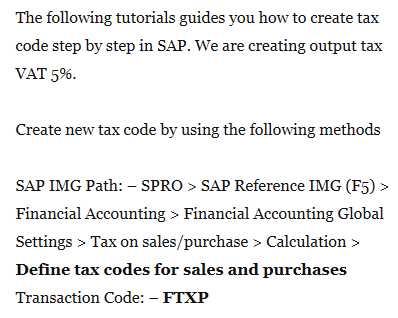 The following tutorials guides you how to create tax
code step by step in SAP. We are creating output tax
VAT 5%.
Create new tax code by using the following methods
SAP IMG Path: – SPRO > SAP Reference IMG (F5) >
Financial Accounting > Financial Accounting Global
Settings > Tax on sales/purchase > Calculation >
Define tax codes for sales and purchases
Transaction Code: – FTXP